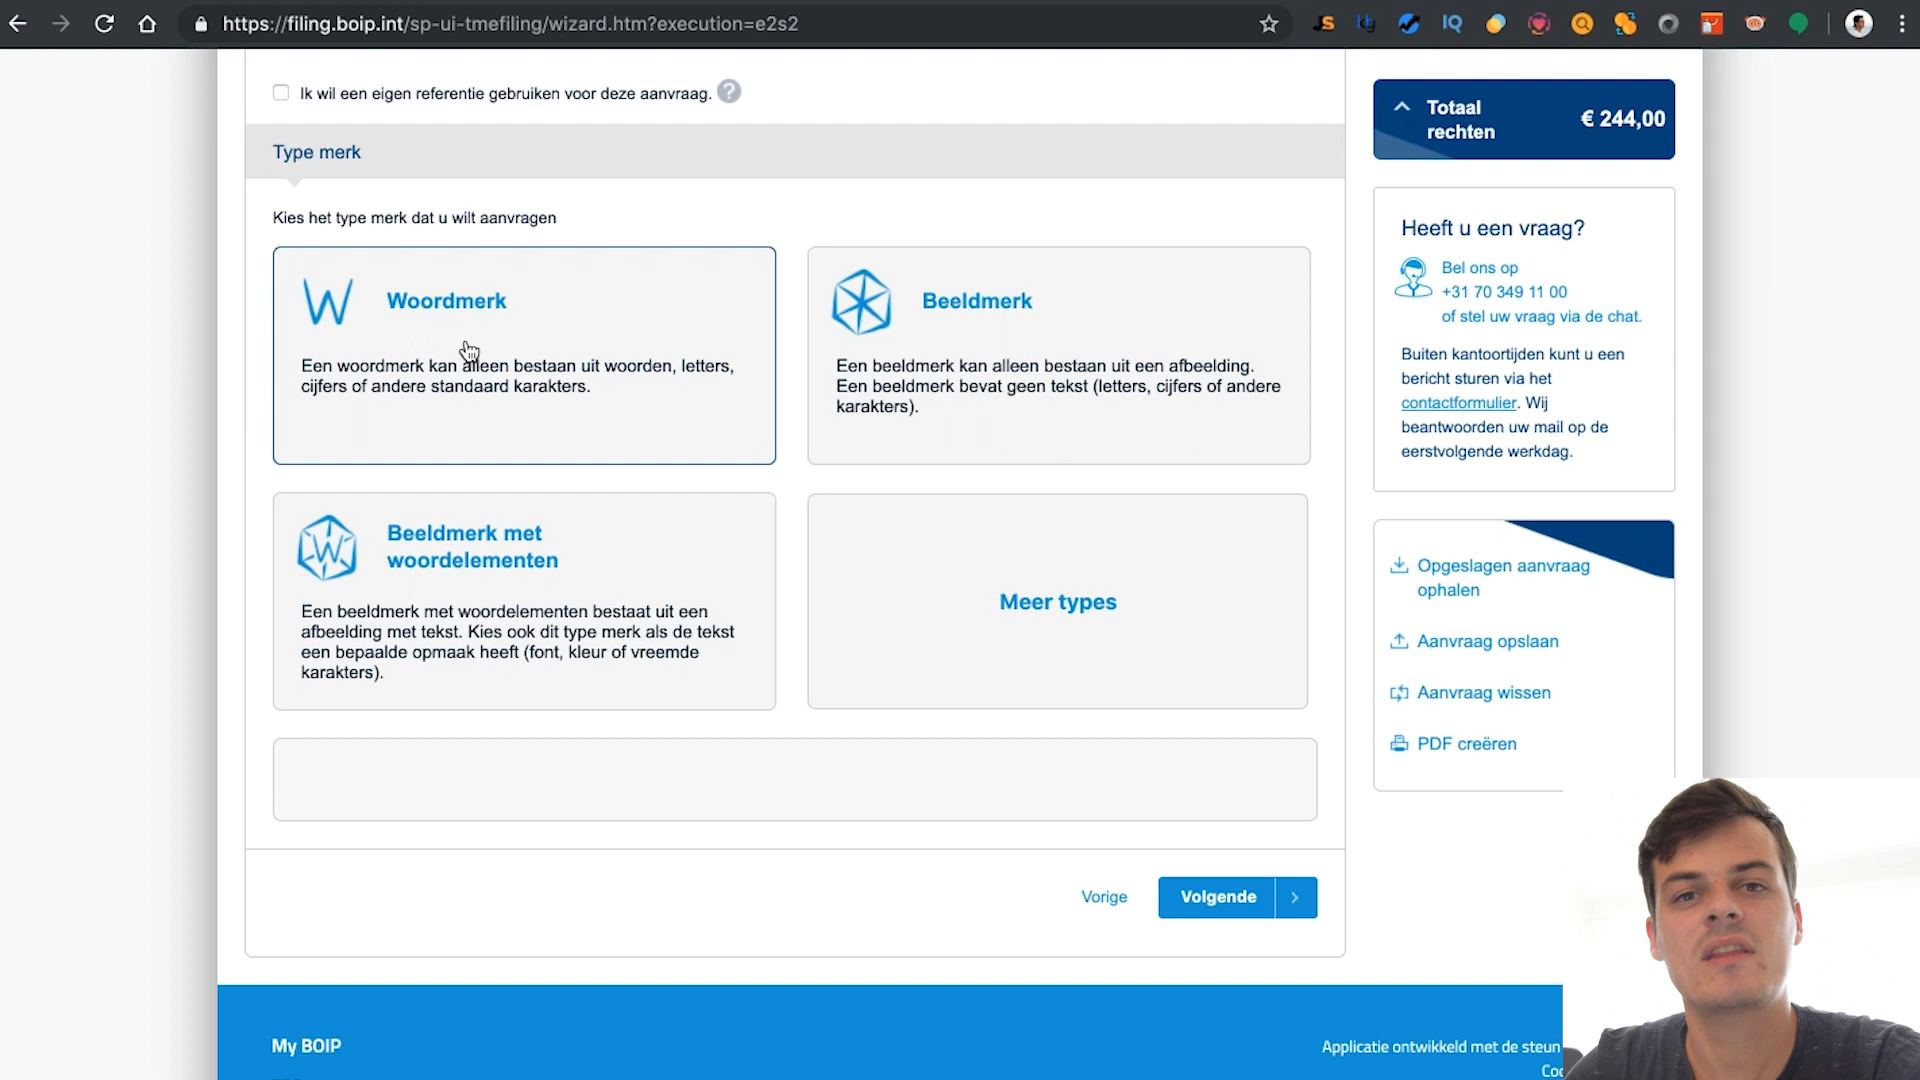 https://filing.boip.int/sp-ui-tmefiling/wizard.htm?execution=e2s2
Ik wil een eigen referentie gebruiken voor deze aanvraag. ?
Type merk
Kies het type merk dat u wilt aanvragen
Woordmerk
Een woordmerk kan alleen bestaan uit woorden, letters,
cijfers of andere standaard karakters.
Beeldmerk
Een beeldmerk kan alleen bestaan uit een afbeelding.
Een beeldmerk bevat geen tekst (letters, cijfers of andere
karakters).
Beeldmerk met
woordelementen
Een beeldmerk met woordelementen bestaat uit een
afbeelding met tekst. Kies ook dit type merk als de tekst
een bepaalde opmaak heeft (font, kleur of vreemde
karakters).
Meer types
Vorige
Volgende
Totaal
rechten
€ 244,00
Heeft u een vraag?
Bel ons op
+31 70 349 11 00
of stel uw vraag via de chat.
Buiten kantoortijden kunt u een
bericht sturen via het
contactformulier. Wij
beantwoorden uw mail op de
eerstvolgende werkdag.
Opgeslagen aanvraag
ophalen
Aanvraag opslaan
Aanvraag wissen
PDF creëren
My BOIP
Applicatie ontwikkeld met de steun